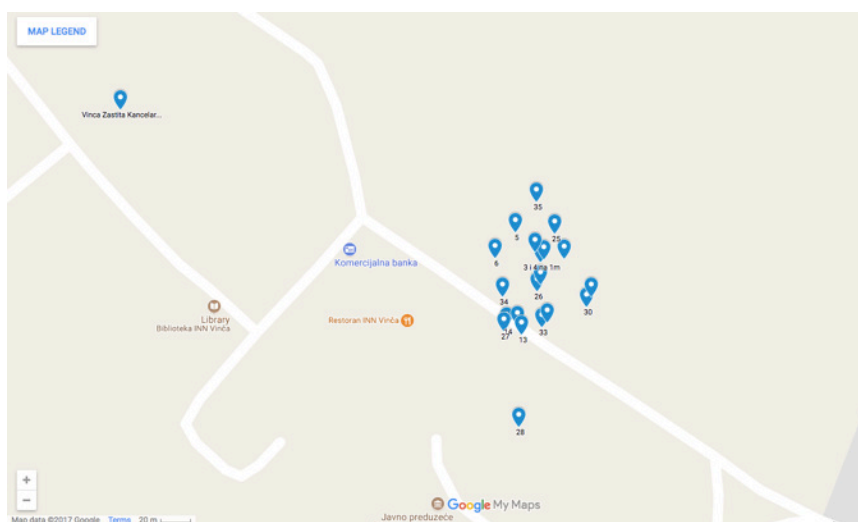 MAP LEGEND
Vinca Zastita Kancelar...
35
5
25
6
3 i 4 na 1m
Komercijalna banka
26
34
30
Library
Biblioteka INN Vinča
Restoran INN Vinča
14
33
27
13
28
+
−
Google My Maps
Javno preduzeće
Map data ©2017 Google Terms 20 m